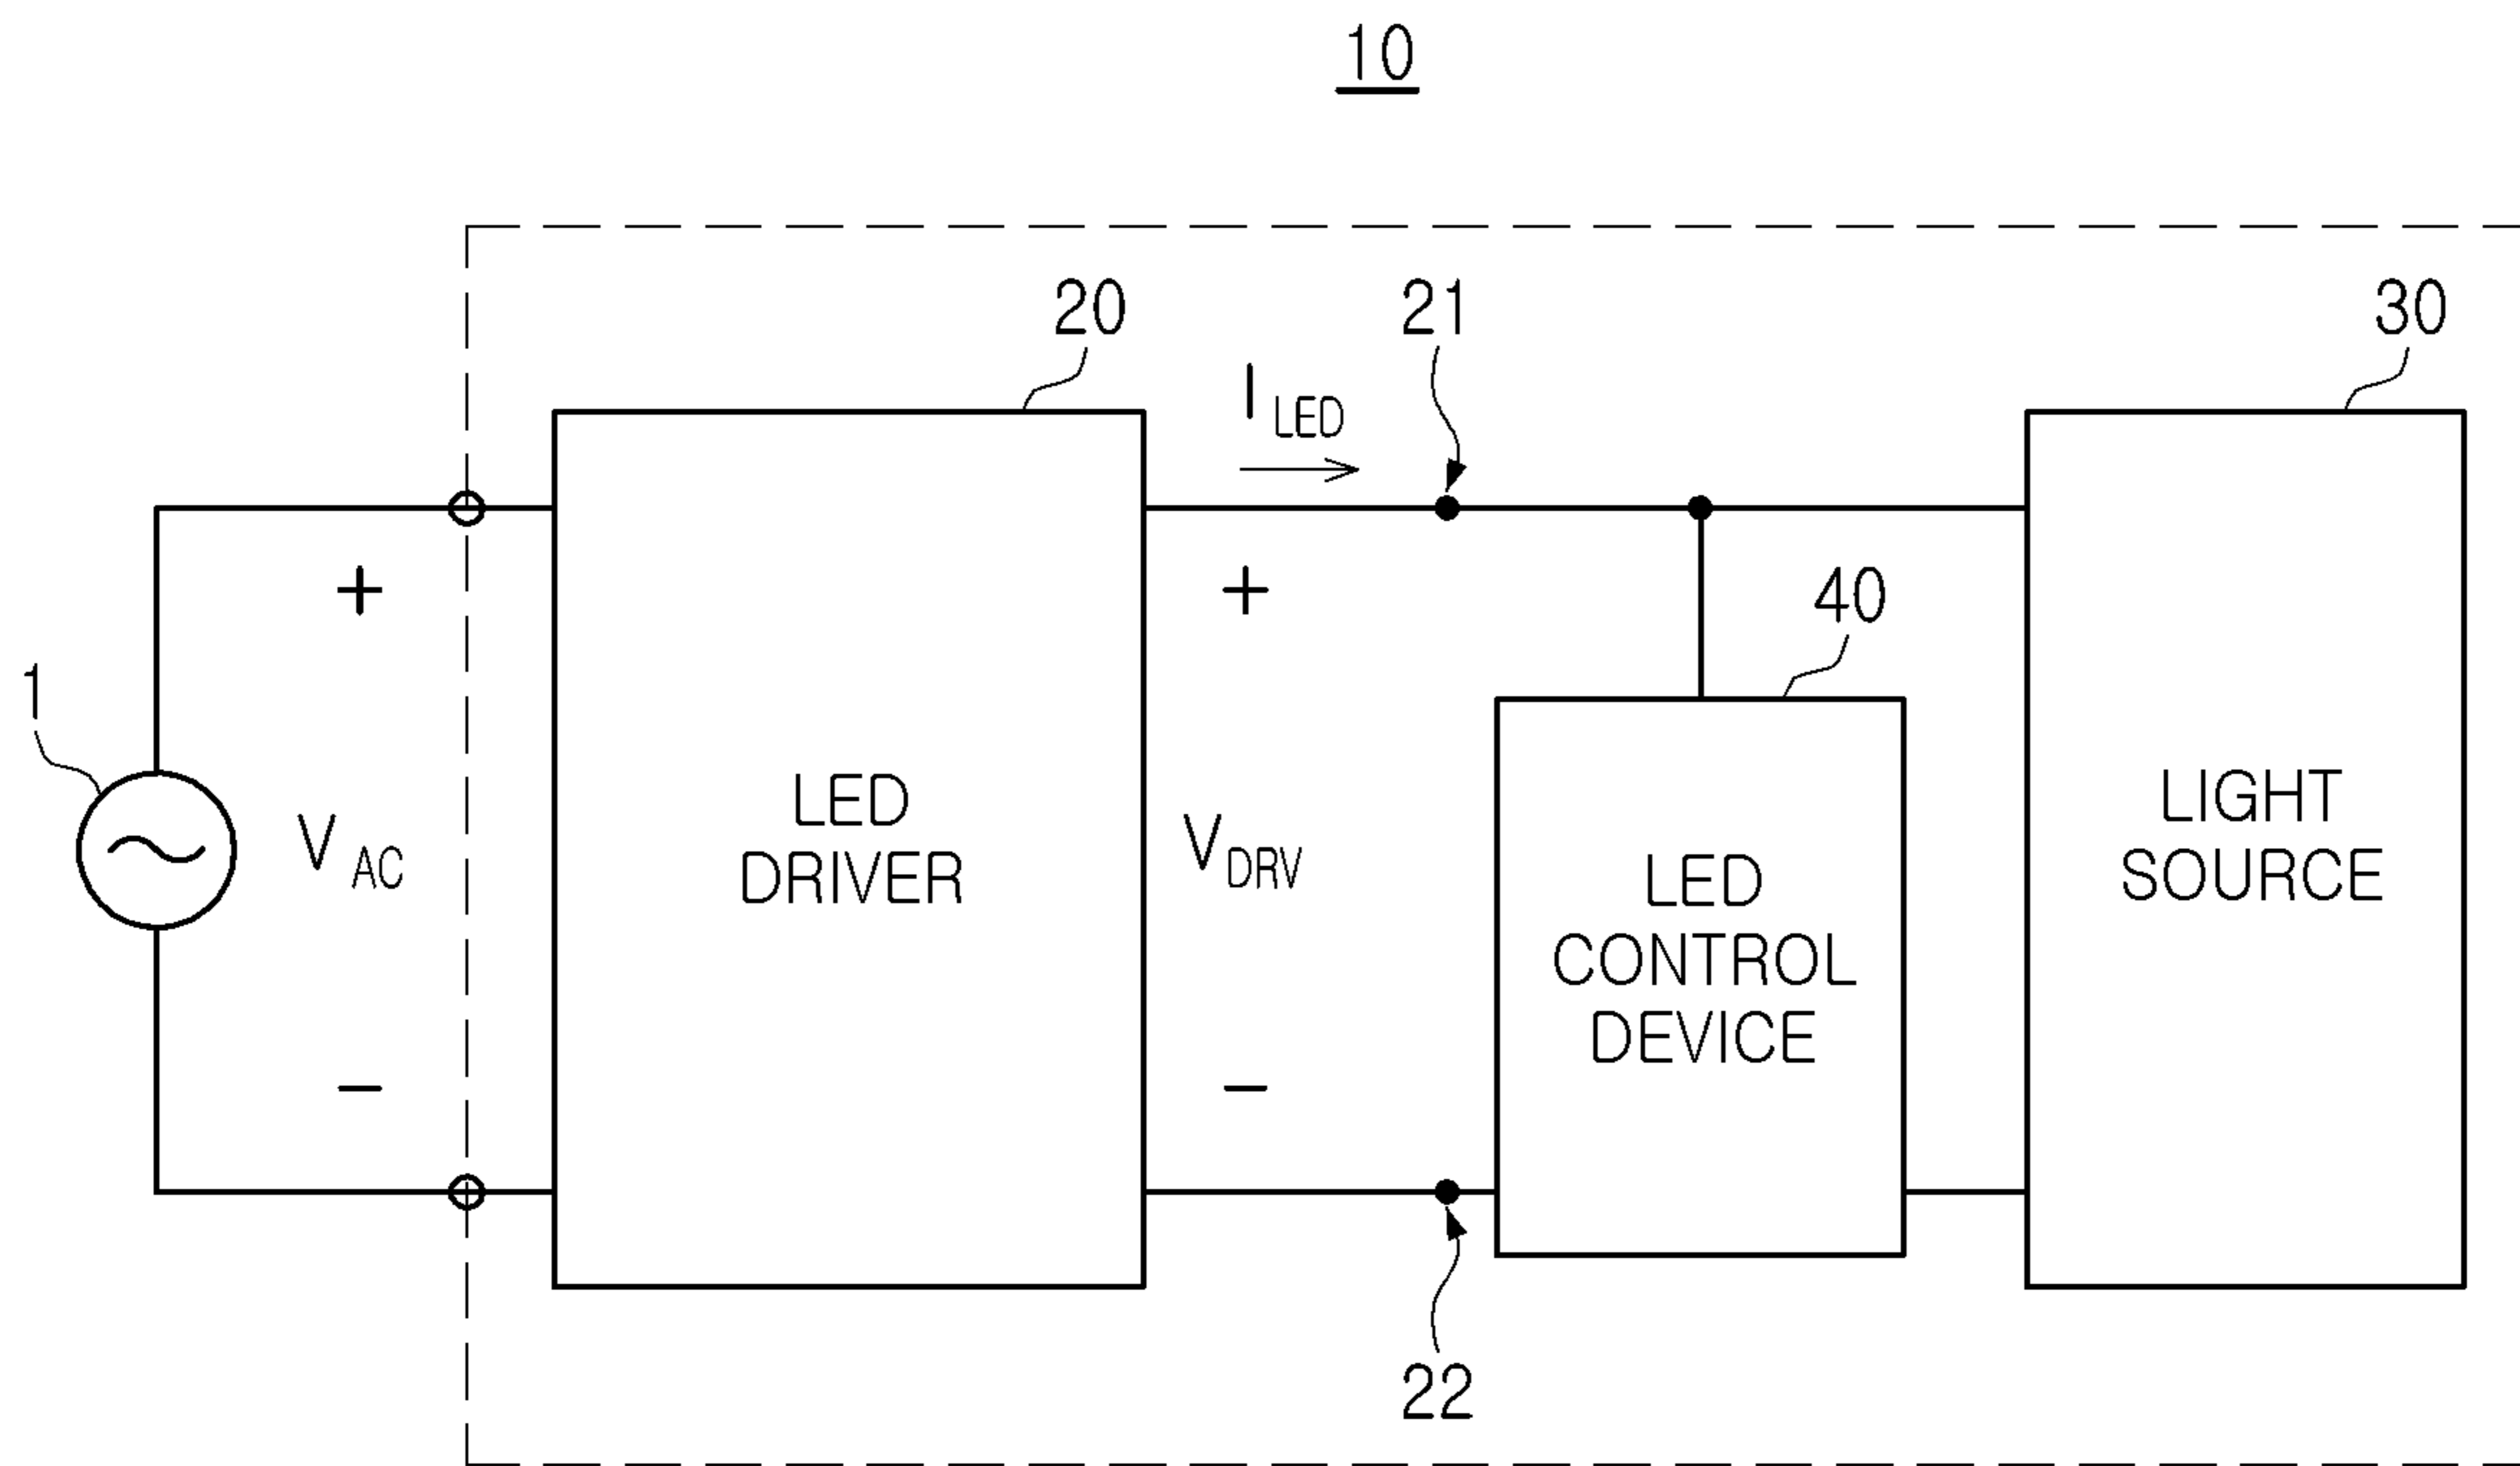 10
20
21
30
I LED
+
+
40
1
V AC
LED
DRIVER
V DRV
LED
CONTROL
DEVICE
LIGHT
SOURCE
−
−
22